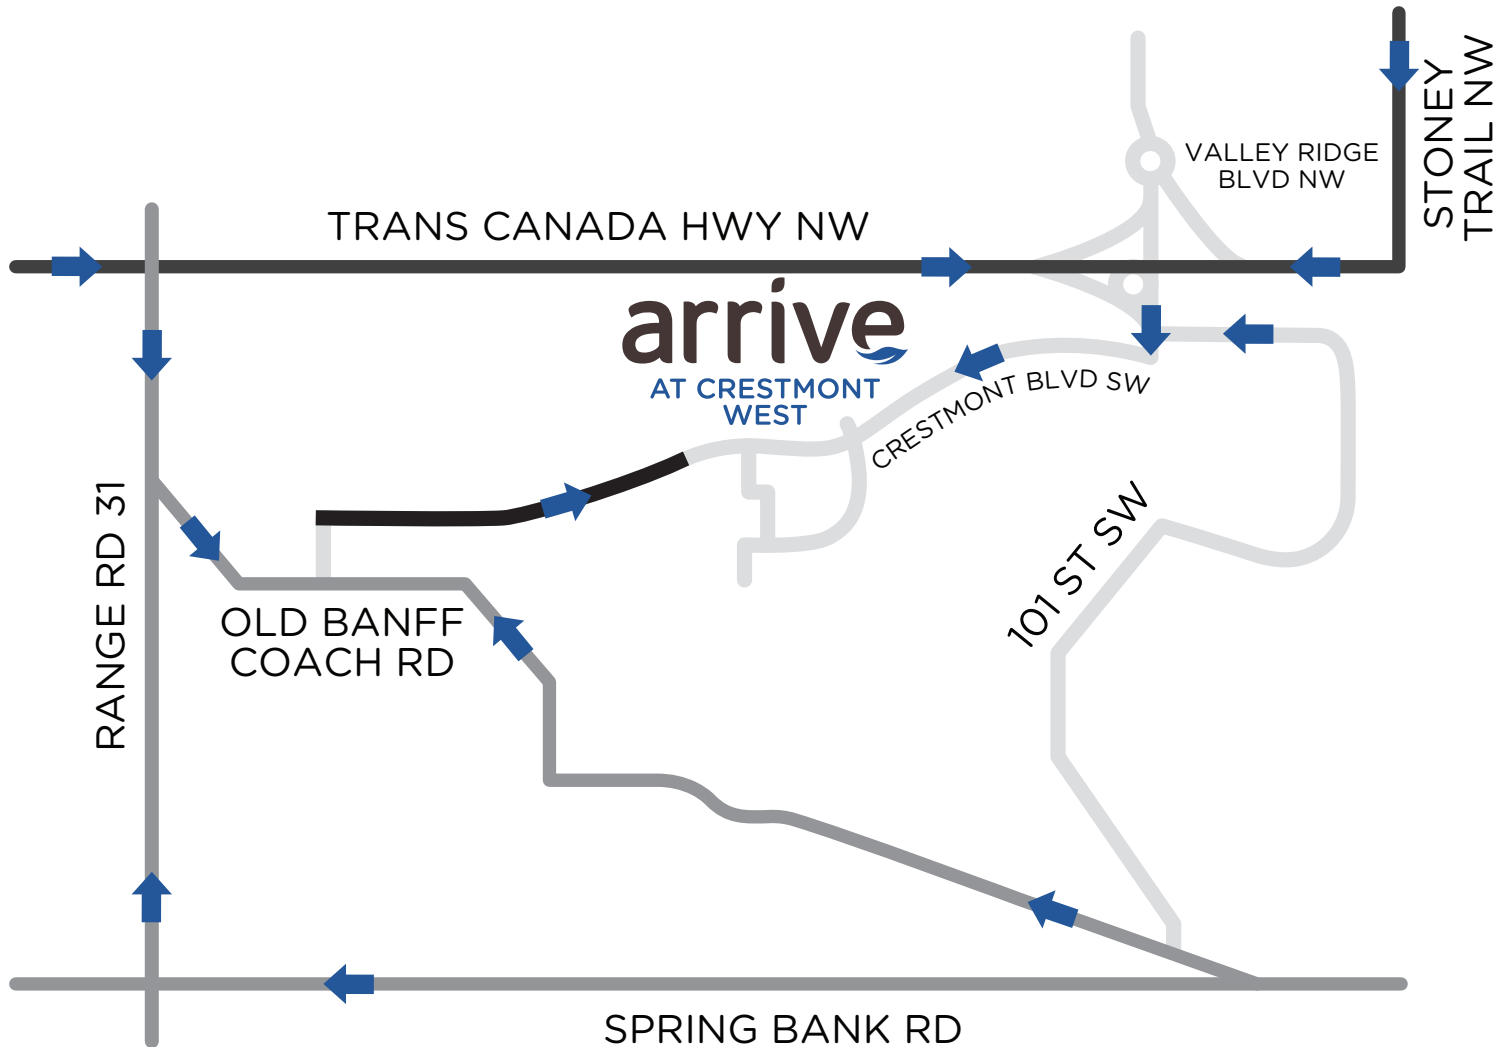 STONEY
TRAIL NW
VALLEY RIDGE
BLVD NW
TRANS CANADA HWY NW
arrive
AT CRESTMONT
WEST
CRESTMONT BLVD SW
RANGE RD 31
101 ST SW
OLD BANFF
COACH RD
SPRING BANK RD